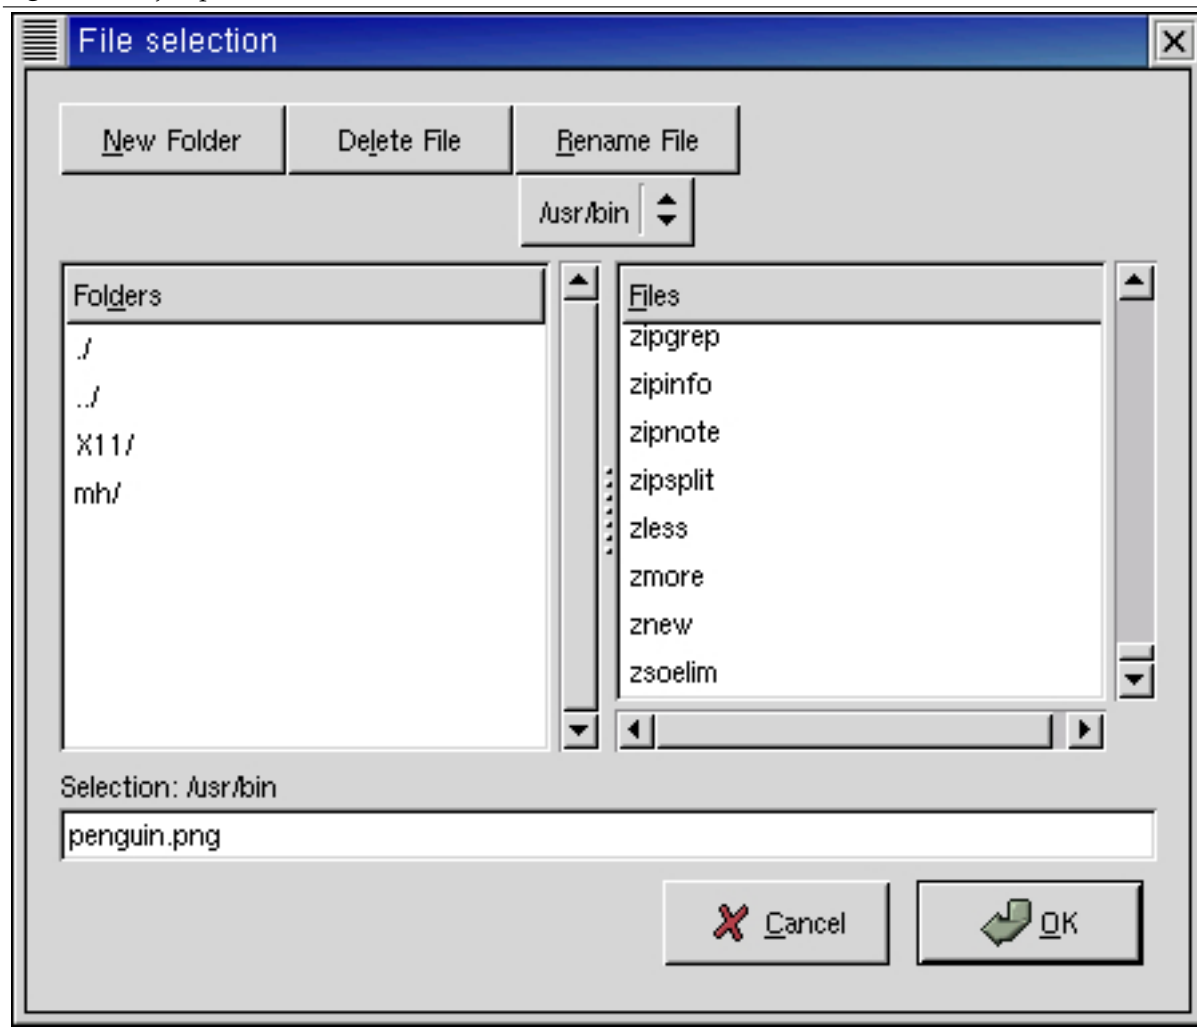 File selection
New Folder
Delete File
Rename File
/usr/bin
Folders
./
../
X11/
mh/
Files
zipgrep
zipinfo
zipnote
zipsplit
zless
zmore
znew
zsoelim
Selection: /usr/bin
penguin.png
Cancel
OK